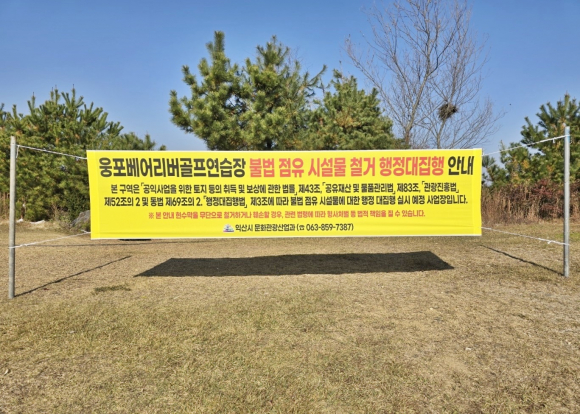 웅포베어리버골프연습장 불법 점유 시설물 철거 행정대집행 안내
본 구역은 「공익사업을 위한 토지 등의 취득 및 보상에 관한 법률」 제43조, 「공유재산 및 물품관리법」 제83조, 「관광진흥법」
제52조의 2 및 동법 제69조의 2. 「행정대집행법」 제3조에 따라 불법 점유 시설물에 대한 행정 대집행 실시 예정 사업장입니다.
※ 본 안내 현수막을 무단으로 철거하거나 훼손할 경우, 관련 법령에 따라 형사처벌 등 법적 책임을 질 수 있습니다.
익산시 문화관광산업과 (☎ 063-859-7387)